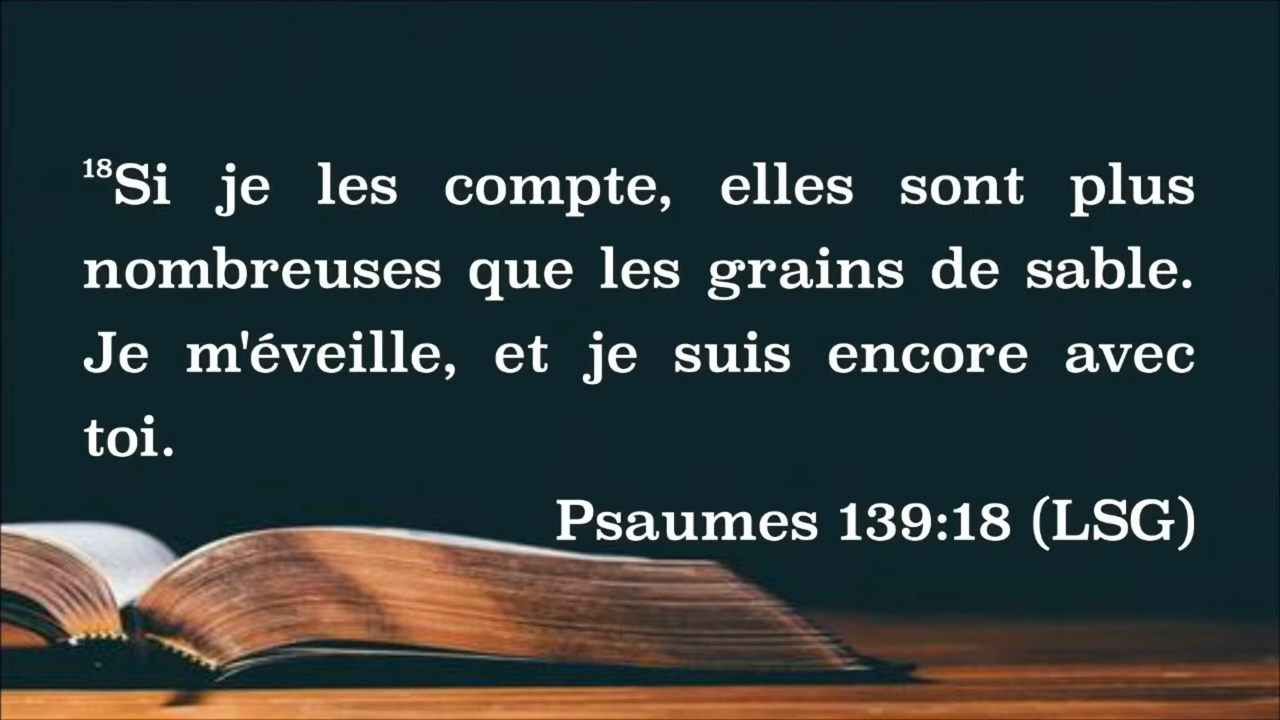 18Si je les compte, elles sont plus
nombreuses que les grains de sable.
Je m'éveille, et je suis encore avec
toi.
Psaumes 139:18 (LSG)